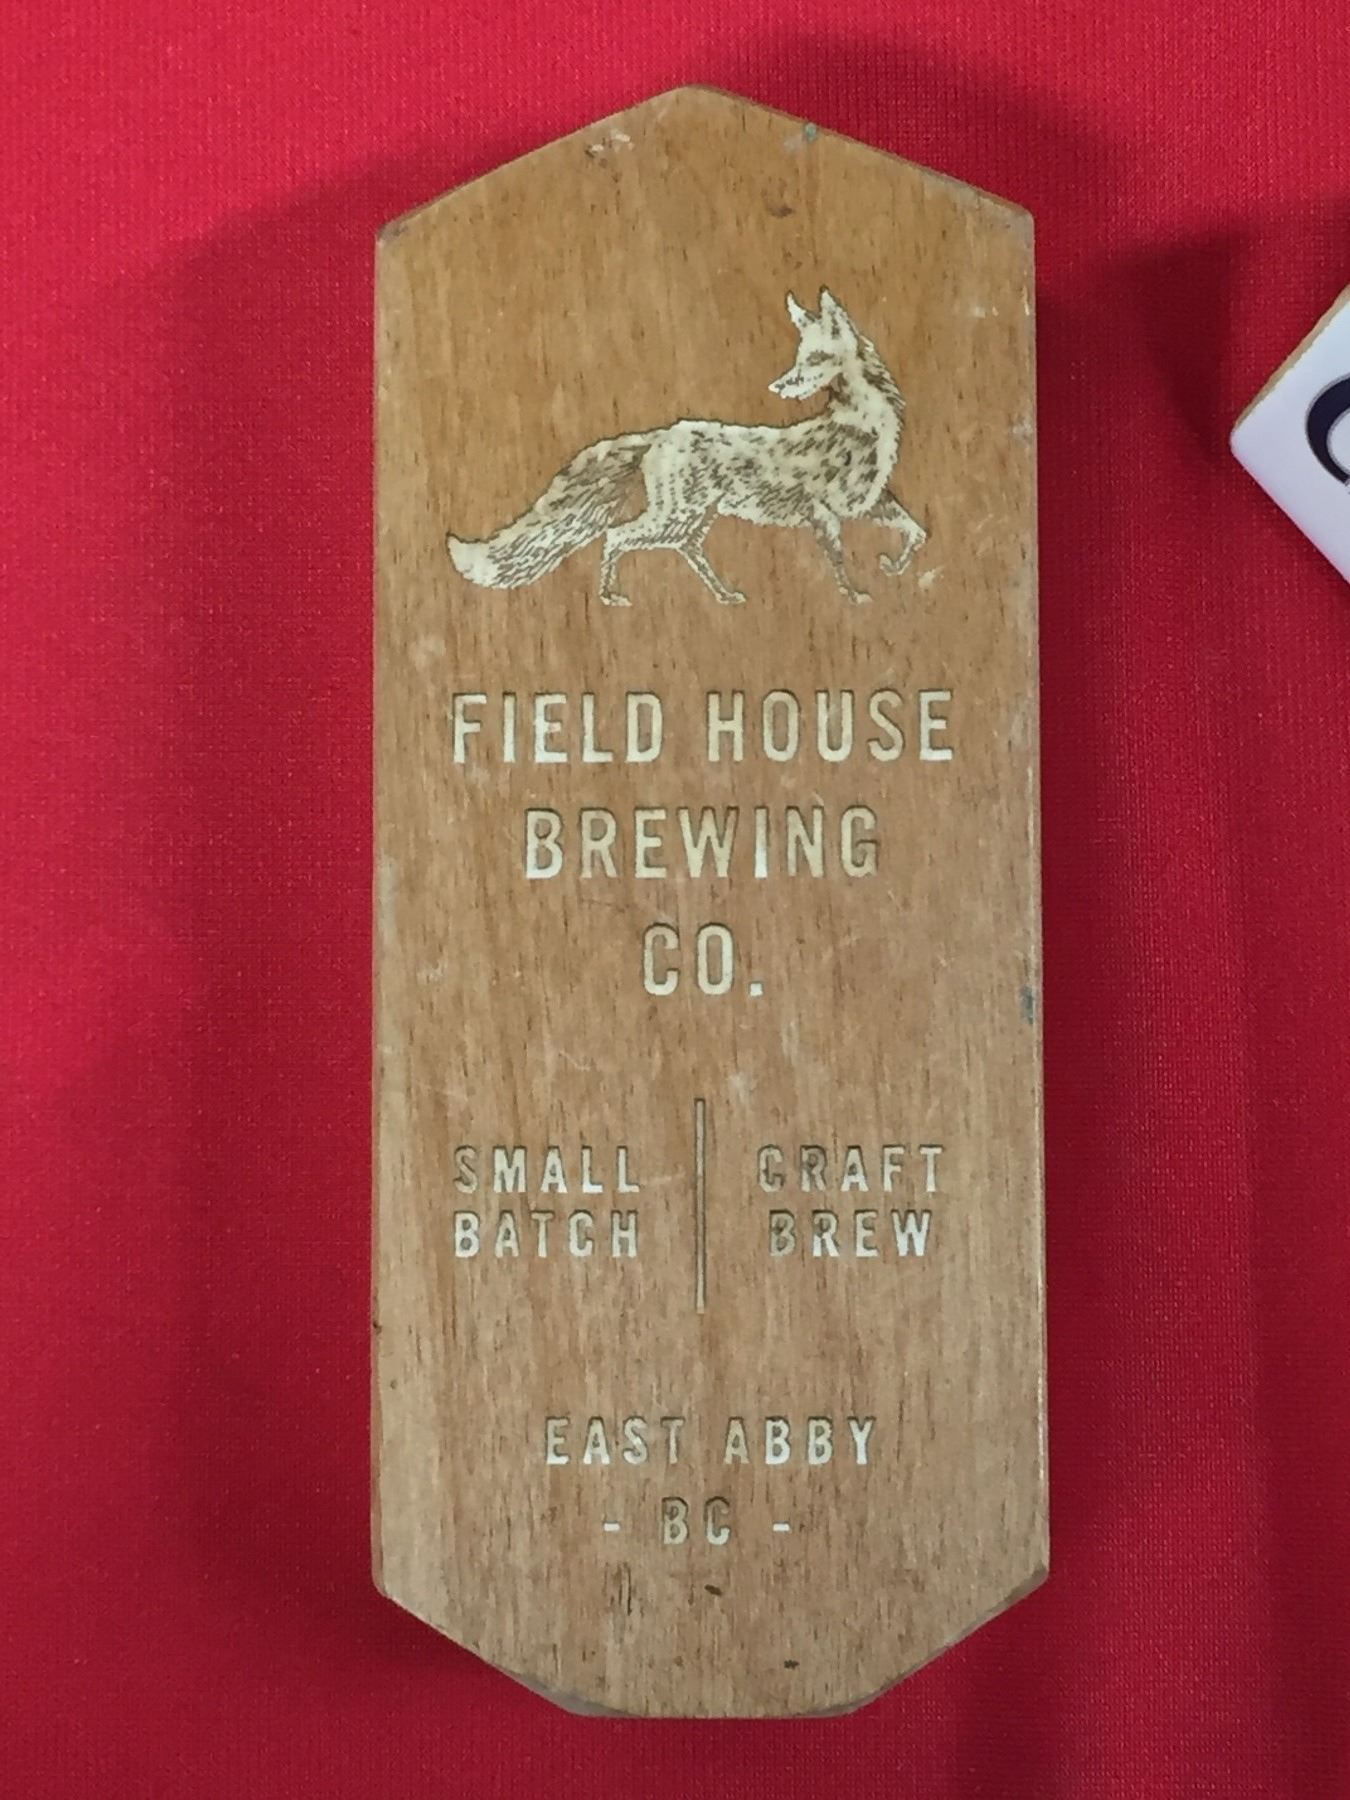 FIELD HOUSE
BREWING
CO.
SMALL
BATCH
CRAFT
BREW
EAST ABBY
- BC -